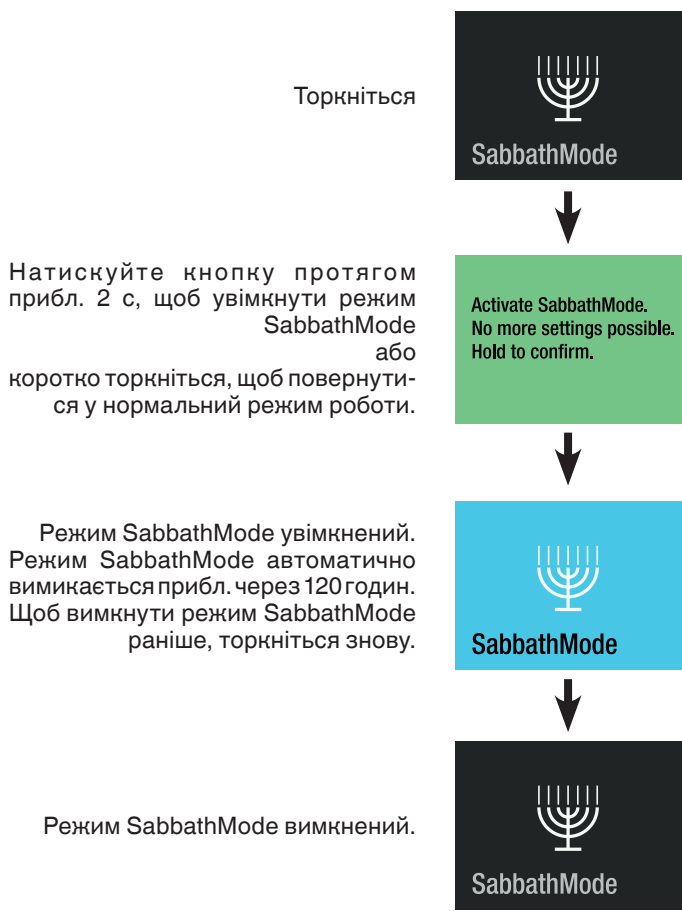 Торкніться
SabbathMode
Натискуйте кнопку протягом
прибл. 2 с, щоб увімкнути режим
SabbathMode
або
коротко торкніться, щоб повернути-
ся у нормальний режим роботи.
Activate SabbathMode.
No more settings possible.
Hold to confirm.
Режим SabbathMode увімкнений.
Режим SabbathMode автоматично
вимикається прибл. через 120 годин.
Щоб вимкнути режим SabbathMode
раніше, торкніться знову.
SabbathMode
Режим SabbathMode вимкнений.
SabbathMode